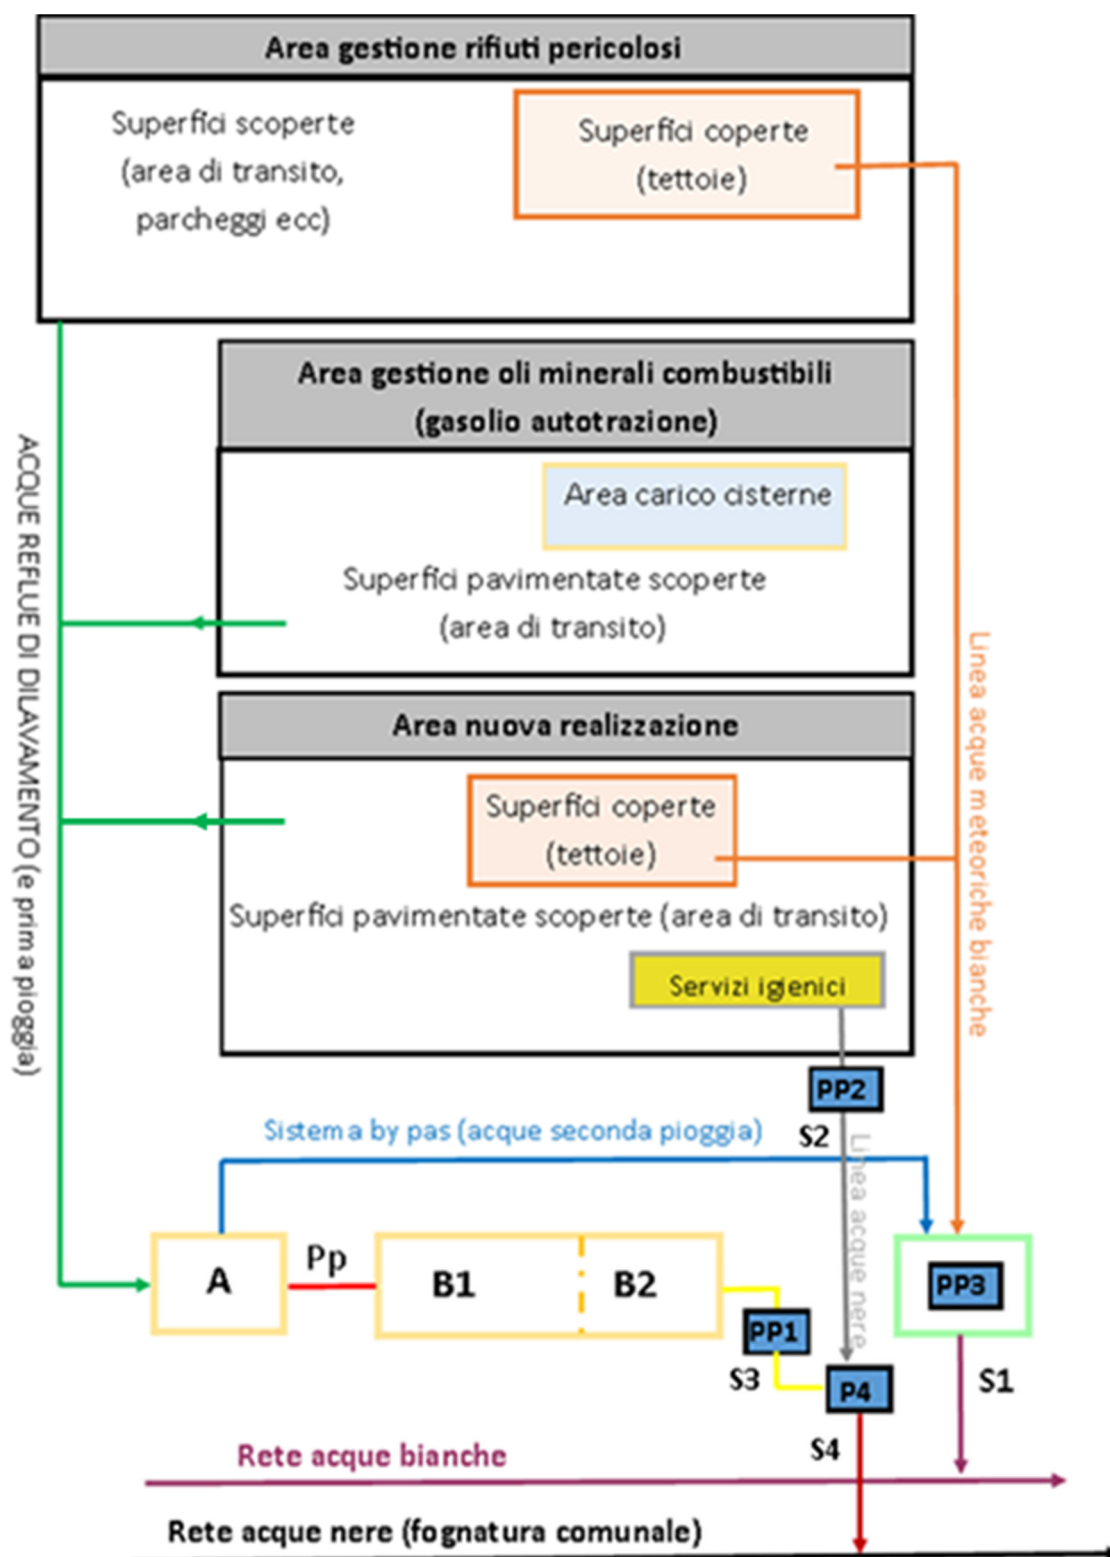 Area gestione rifiuti pericolosi
Superfici scoperte
(area di transito,
parcheggi ecc)
Superfici coperte
(tettoie)
Area gestione oli minerali combustibili
(gasolio autotrazione)
Area carico cisterne
Superfici pavimentate scoperte
(area di transito)
ACQUE REFLUE DI DILAVAMENTO (e prima pioggia)
Linea acque meteoriche bianche
Area nuova realizzazione
Superfici coperte
(tettoie)
Superfici pavimentate scoperte (area di transito)
Servizi igienici
PP2
S2
Linea acque nere
Sistema by pas (acque seconda pioggia)
A
Pp
B1
B2
PP1
S3
P4
S4
PP3
S1
Rete acque bianche
Rete acque nere (fognatura comunale)